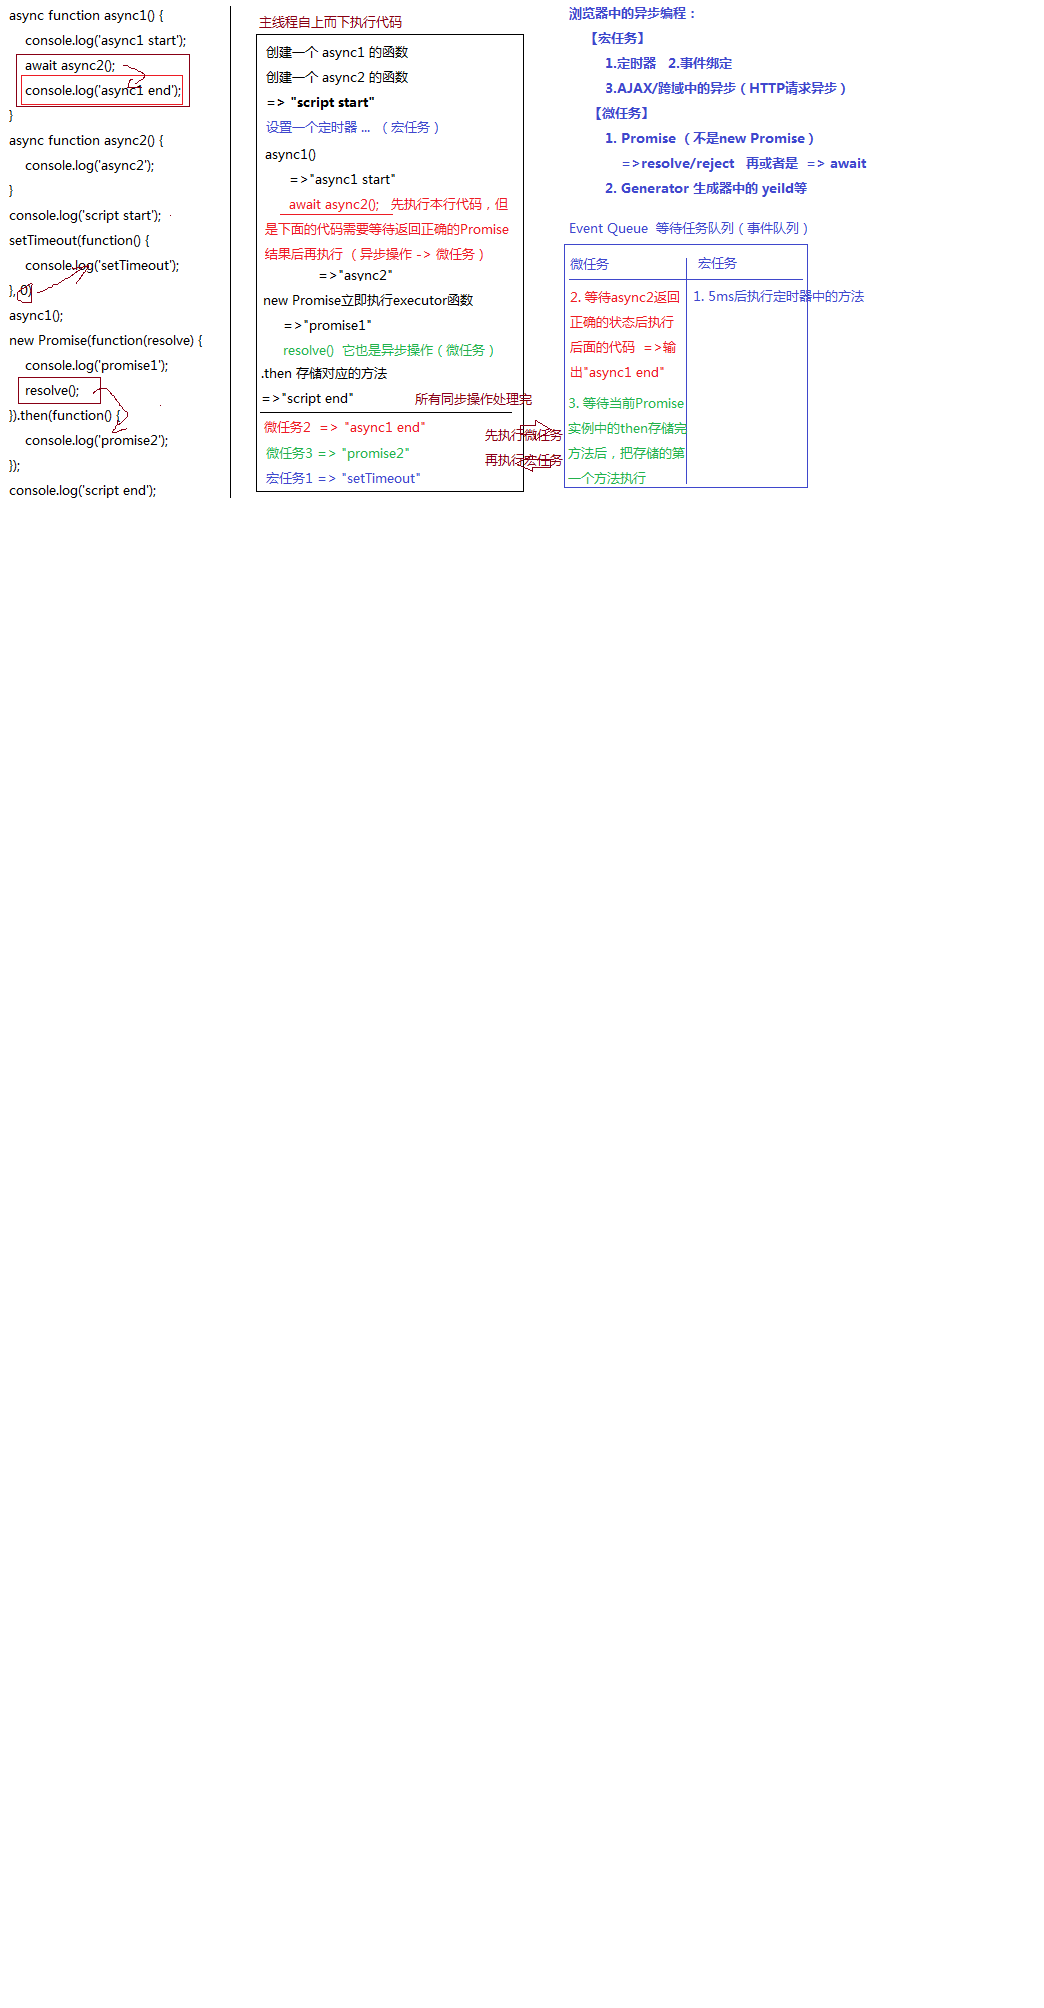 async function async1() {
console.log('async1 start');
await async2();
console.log('async1 end');
}
async function async2() {
console.log('async2');
}
console.log('script start');
setTimeout(function() {
console.log('setTimeout');
}, 0)
async1();
new Promise(function(resolve) {
console.log('promise1');
resolve();
}).then(function() {
console.log('promise2');
});
console.log('script end');
主线程自上而下执行代码
创建一个 async1 的函数
创建一个 async2 的函数
=> "script start"
设置一个定时器 ... （宏任务）
async1()
=>"async1 start"
await async2(); 先执行本行代码，但
是下面的代码需要等待返回正确的Promise
结果后再执行 （异步操作 -> 微任务）
=>"async2"
new Promise立即执行executor函数
=>"promise1"
resolve() 它也是异步操作（微任务）
.then 存储对应的方法
=>"script end" 所有同步操作处理完
微任务2 => "async1 end"
微任务3 => "promise2"
宏任务1 => "setTimeout"
先执行微任务
再执行宏任务
浏览器中的异步编程：
【宏任务】
1.定时器 2.事件绑定
3.AJAX/跨域中的异步（HTTP请求异步）
【微任务】
1. Promise （不是new Promise）
=>resolve/reject 再或者是 => await
2. Generator 生成器中的 yeild等
Event Queue 等待任务队列（事件队列）
微任务 宏任务
2. 等待async2返回
正确的状态后执行
后面的代码 =>输
出"async1 end"
3. 等待当前Promise
实例中的then存储完
方法后，把存储的第
一个方法执行
1. 5ms后执行定时器中的方法